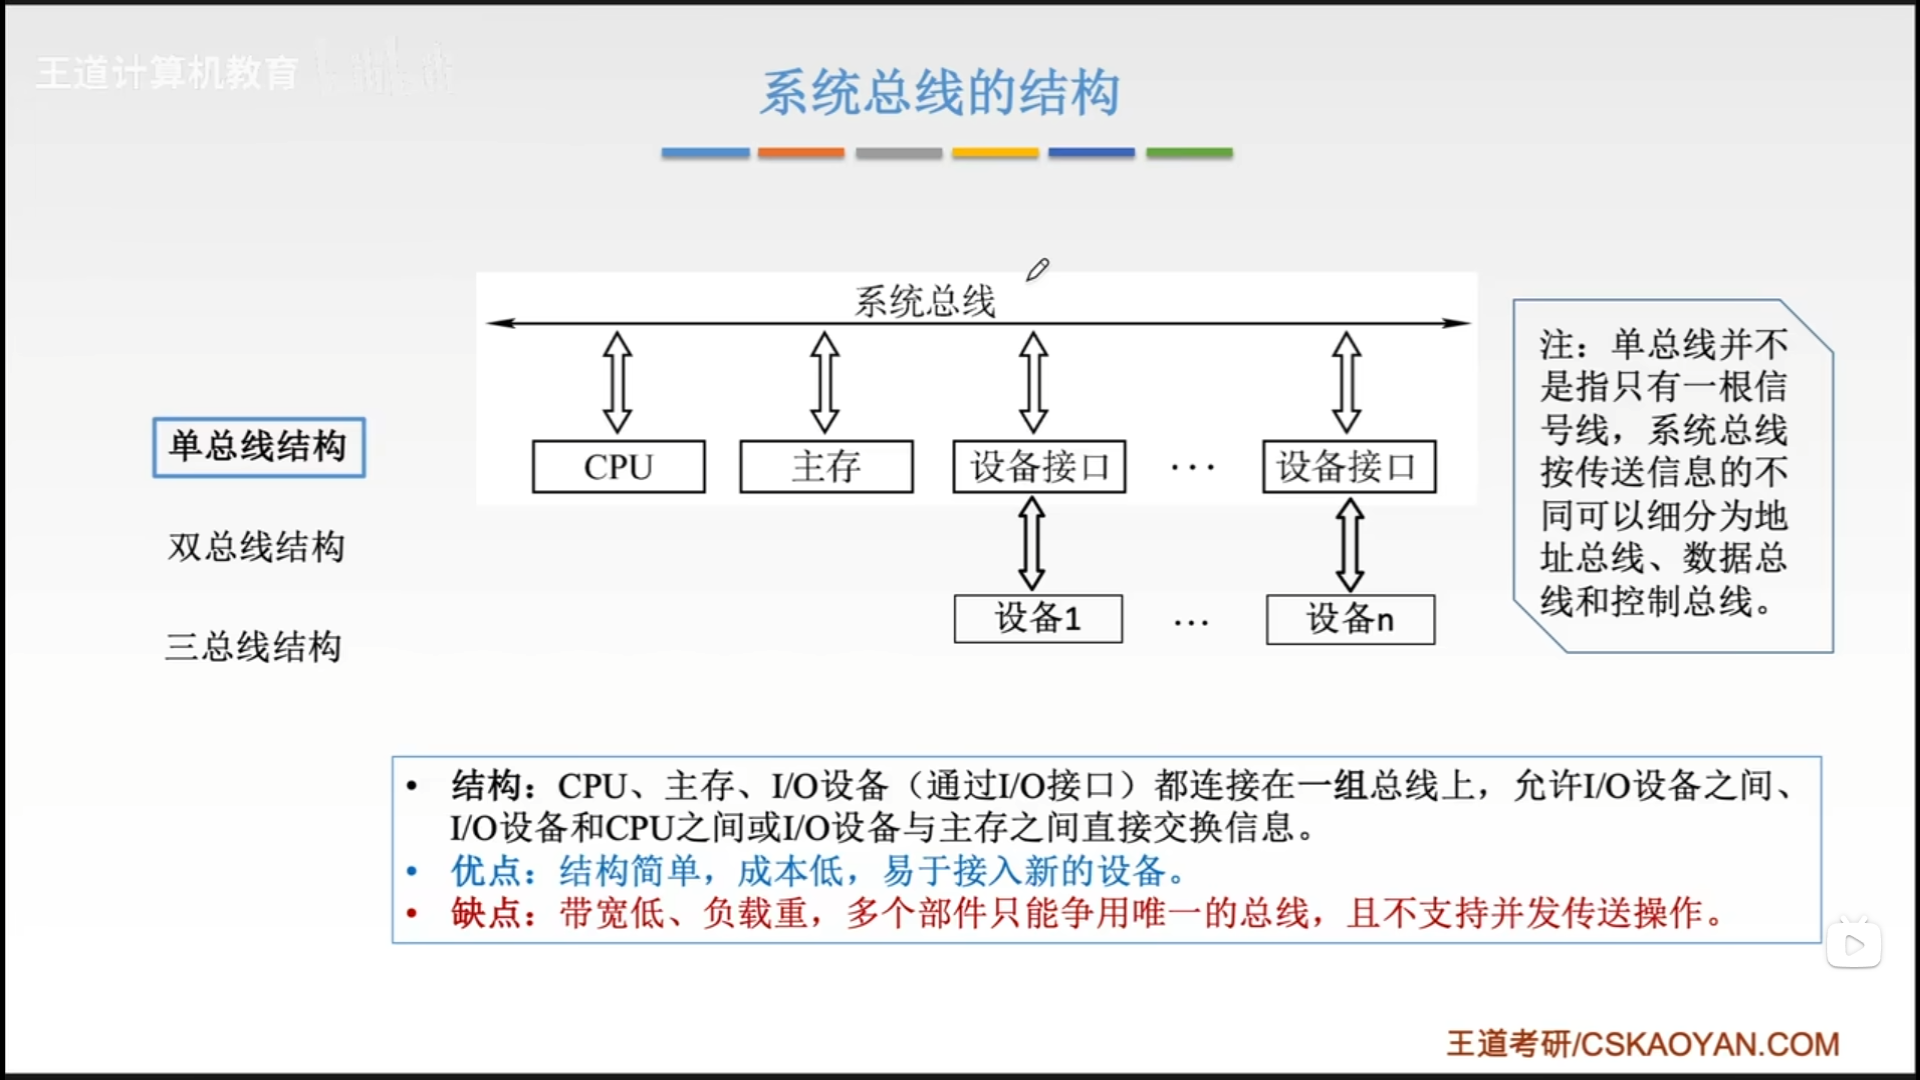 王道计算机教育
系统总线的结构
系统总线
CPU 主存 设备接口 ··· 设备接口
设备1 ··· 设备n
单总线结构
双总线结构
三总线结构
注：单总线并不
是指只有一根信
号线，系统总线
按传送信息的不
同可以细分为地
址总线、数据总
线和控制总线。
• 结构：CPU、主存、I/O设备（通过I/O接口）都连接在一组总线上，允许I/O设备之间、
I/O设备和CPU之间或I/O设备与主存之间直接交换信息。
• 优点：结构简单，成本低，易于接入新的设备。
• 缺点：带宽低、负载重，多个部件只能争用唯一的总线，且不支持并发传送操作。
王道考研/CSKAOYAN.COM